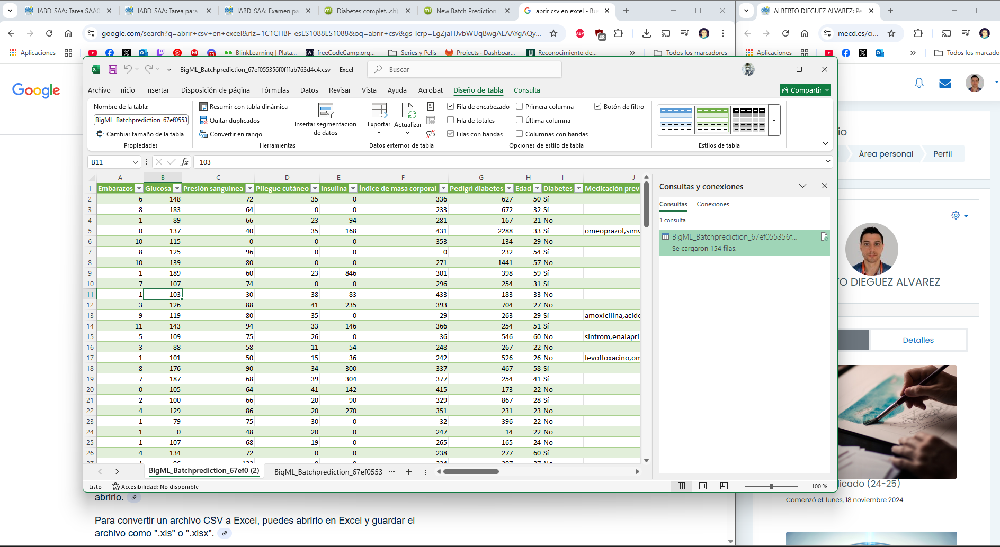 IABD_SAA: Tarea SAA0
IABD_SAA: Tarea para
IABD_SAA: Examen pa
Diabetes complet...sh)
New Batch Prediction
abrir csv en excel - Bus
ALBERTO DIEGUEZ ALVAREZ: Pe
google.com/search?q=abrir+csv+en+excel&rlz=1C1CHBF_esES1088ES1088&oq=abrir+csv&gs_lcrp=EgZjaHJvbWUqBwgAEAAYgAQy...
ABP
48
mecd.es/ci...
Aplicaciones
BlinkLearning | Plata...
freeCodeCamp.org...
Series y Pelis
Projects · Dashboar...
Reconocimiento de...
Todos los marcadores
Aplicaciones
Todos los marcado
Google
BigML_Batchprediction_67ef055356f0fffab763d4c4.csv - Excel
Buscar
Archivo Inicio Insertar Disposición de página Fórmulas Datos Revisar Vista Ayuda Acrobat Diseño de tabla Consulta
Compartir
Nombre de la tabla:
BigML_Batchprediction_67ef0553
Cambiar tamaño de la tabla
Propiedades
Resumir con tabla dinámica
Quitar duplicados
Convertir en rango
Insertar segmentación
de datos
Herramientas
Exportar
Actualizar
Datos externos de tabla
Fila de encabezado Primera columna Botón de filtro
Fila de totales Última columna
Filas con bandas Columnas con bandas
Opciones de estilo de tabla
Estilos de tabla
B11 fx 103
A B C D E F G H I J
1 Embarazos Glucosa Presión sanguínea Pliegue cutáneo Insulina Índice de masa corporal Pedigrí diabetes Edad Diabetes Medicación previ
2 6 148 72 35 0 336 627 50 Sí
3 8 183 64 0 0 233 672 32 Sí
4 1 89 66 23 94 281 167 21 No
5 0 137 40 35 168 431 2288 33 Sí omeoprazol,simv
6 10 115 0 0 0 353 134 29 No
7 8 125 96 0 0 0 232 54 Sí
8 10 139 80 0 0 271 1441 57 No
9 1 189 60 23 846 301 398 59 Sí
10 7 107 74 0 0 296 254 31 Sí
11 1 103 30 38 83 433 183 33 No
12 3 126 88 41 235 393 704 27 No
13 9 119 80 35 0 29 263 29 Sí amoxicilina,acido
14 11 143 94 33 146 366 254 51 Sí
15 5 109 75 26 0 36 546 60 No sintrom,enalapril
16 3 88 58 11 54 248 267 22 No
17 1 101 50 15 36 242 526 26 No levofloxacino,om
18 8 176 90 34 300 337 467 58 Sí
19 7 187 68 39 304 377 254 41 Sí
20 0 105 64 41 142 415 173 22 No
21 2 100 66 20 90 329 867 28 Sí
22 4 129 86 20 270 351 231 23 No
23 1 79 75 30 0 32 396 22 No
24 1 0 48 20 0 247 14 22 No
25 1 107 68 19 0 265 165 24 No
26 4 134 72 0 0 238 277 60 Sí
27 1 96 122 0 0 224 207 27 No
Consultas y conexiones
Consultas Conexiones
1 consulta
BigML_Batchprediction_67ef055356f...
Se cargaron 154 filas.
BigML_Batchprediction_67ef0 (2)
BigML_Batchprediction_67ef0553
Listo
Accesibilidad: No disponible
100 %
abrirlo.
Para convertir un archivo CSV a Excel, puedes abrirlo en Excel y guardar el
archivo como ".xls" o ".xlsx".
io
Área personal
Perfil
TO DIEGUEZ ALVAREZ
Detalles
licado (24-25)
Comenzó el: lunes, 18 noviembre 2024